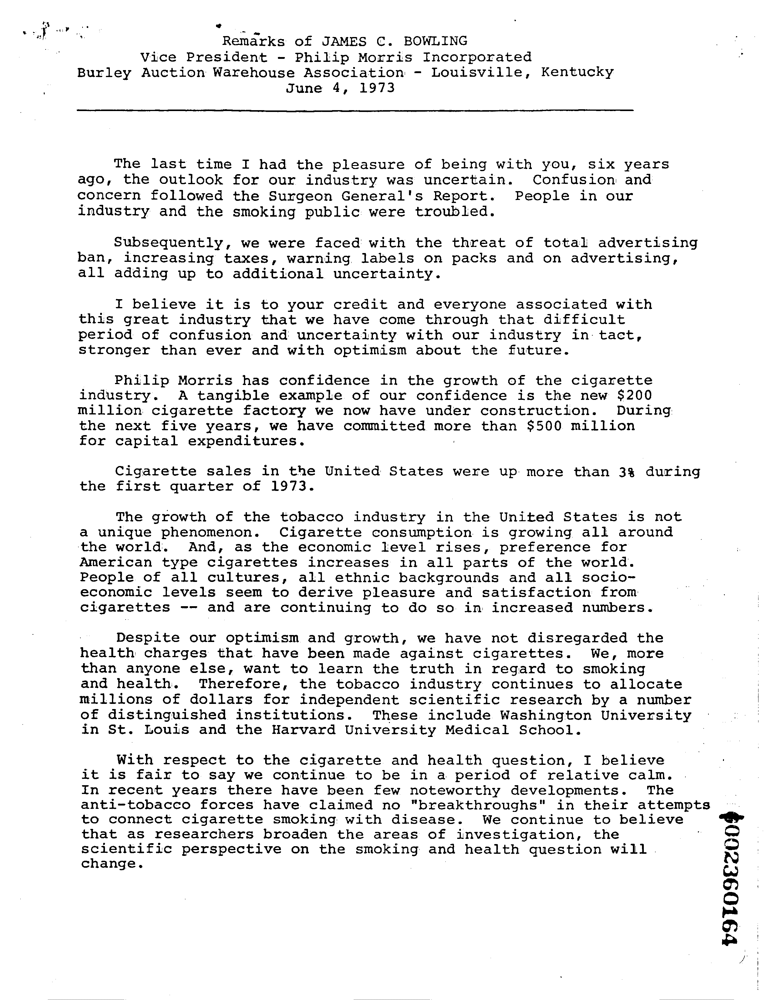 Remarks of JAMES C. BOWLING
Vice President - Philip Morris Incorporated
Burley Auction Warehouse Association - Louisville, Kentucky
June 4, 1973
The last time I had the pleasure of being with you, six years
ago, the outlook for our industry was uncertain. Confusion and
concern followed the Surgeon General's Report. People in our
industry and the smoking public were troubled.
Subsequently, we were faced with the threat of total advertising
ban, increasing taxes, warning labels on packs and on advertising,
all adding up to additional uncertainty.
I believe it is to your credit and everyone associated with
this great industry that we have come through that difficult
period of confusion and uncertainty with our industry in tact,
stronger than ever and with optimism about the future.
Philip Morris has confidence in the growth of the cigarette
industry. A tangible example of our confidence is the new $200
million cigarette factory we now have under construction. During
the next five years, we have committed more than $500 million
for capital expenditures.
Cigarette sales in the United States were up more than 3% during
the first quarter of 1973.
The growth of the tobacco industry in the United States is not
a unique phenomenon. Cigarette consumption is growing all around
the world. And, as the economic level rises, preference for
American type cigarettes increases in all parts of the world.
People of all cultures, all ethnic backgrounds and all socio-
economic levels seem to derive pleasure and satisfaction from
cigarettes -- and are continuing to do so in increased numbers.
Despite our optimism and growth, we have not disregarded the
health charges that have been made against cigarettes. We, more
than anyone else, want to learn the truth in regard to smoking
and health. Therefore, the tobacco industry continues to allocate
millions of dollars for independent scientific research by a number
of distinguished institutions. These include Washington University
in St. Louis and the Harvard University Medical School.
With respect to the cigarette and health question, I believe
it is fair to say we continue to be in a period of relative calm.
In recent years there have been few noteworthy developments. The
anti-tobacco forces have claimed no "breakthroughs" in their attempts
to connect cigarette smoking with disease. We continue to believe
that as researchers broaden the areas of investigation, the
scientific perspective on the smoking and health question will
change.
002360164